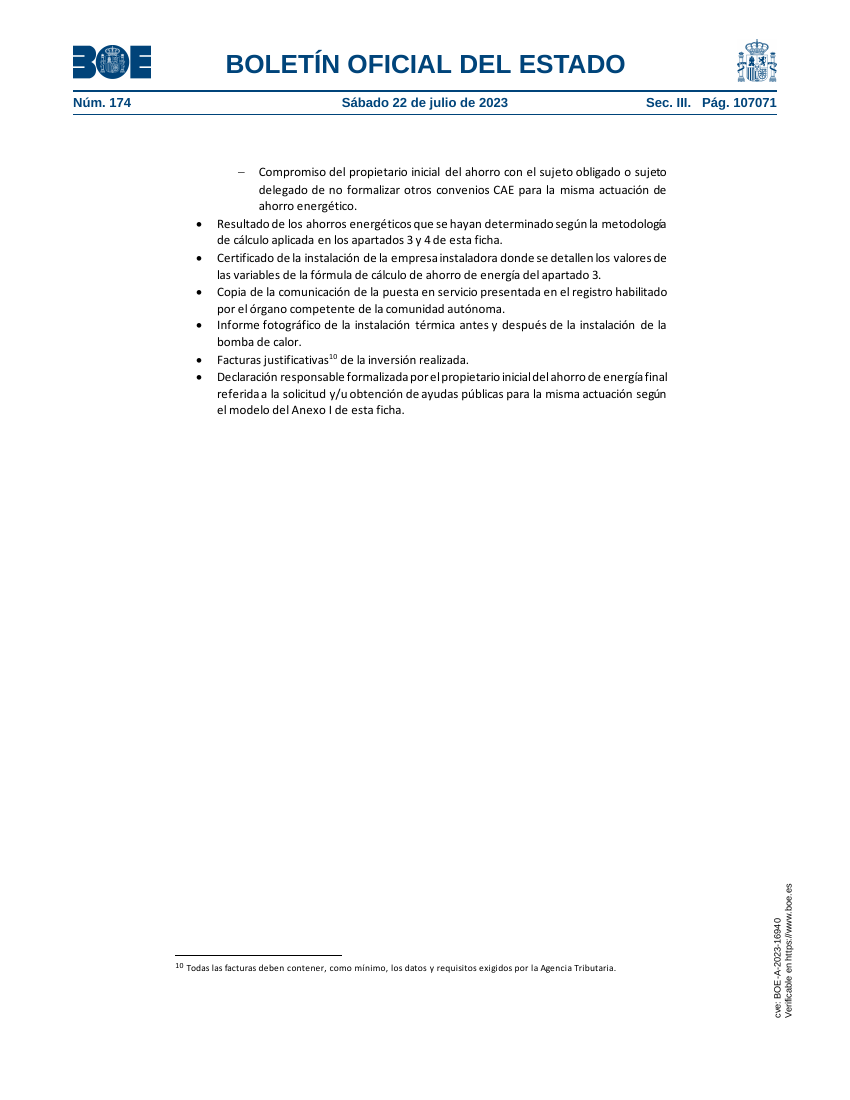 BOE
BOLETÍN OFICIAL DEL ESTADO
Núm. 174
Sábado 22 de julio de 2023
Sec. III. Pág. 107071
– Compromiso del propietario inicial del ahorro con el sujeto obligado o sujeto
delegado de no formalizar otros convenios CAE para la misma actuación de
ahorro energético.
• Resultado de los ahorros energéticos que se hayan determinado según la metodología
de cálculo aplicada en los apartados 3 y 4 de esta ficha.
• Certificado de la instalación de la empresa instaladora donde se detallen los valores de
las variables de la fórmula de cálculo de ahorro de energía del apartado 3.
• Copia de la comunicación de la puesta en servicio presentada en el registro habilitado
por el órgano competente de la comunidad autónoma.
• Informe fotográfico de la instalación térmica antes y después de la instalación de la
bomba de calor.
• Facturas justificativas¹⁰ de la inversión realizada.
• Declaración responsable formalizada por el propietario inicial del ahorro de energía final
referida a la solicitud y/u obtención de ayudas públicas para la misma actuación según
el modelo del Anexo I de esta ficha.
¹⁰ Todas las facturas deben contener, como mínimo, los datos y requisitos exigidos por la Agencia Tributaria.
cve: BOE-A-2023-16940
Verificable en https://www.boe.es